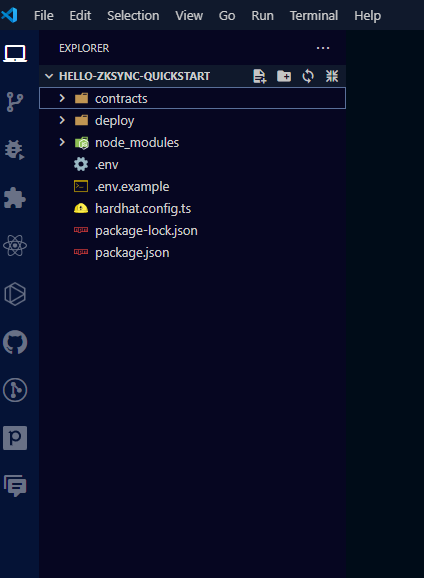 File Edit Selection View Go Run Terminal Help
EXPLORER
HELLO-ZKSYNC-QUICKSTART
contracts
deploy
node_modules
.env
.env.example
hardhat.config.ts
package-lock.json
package.json